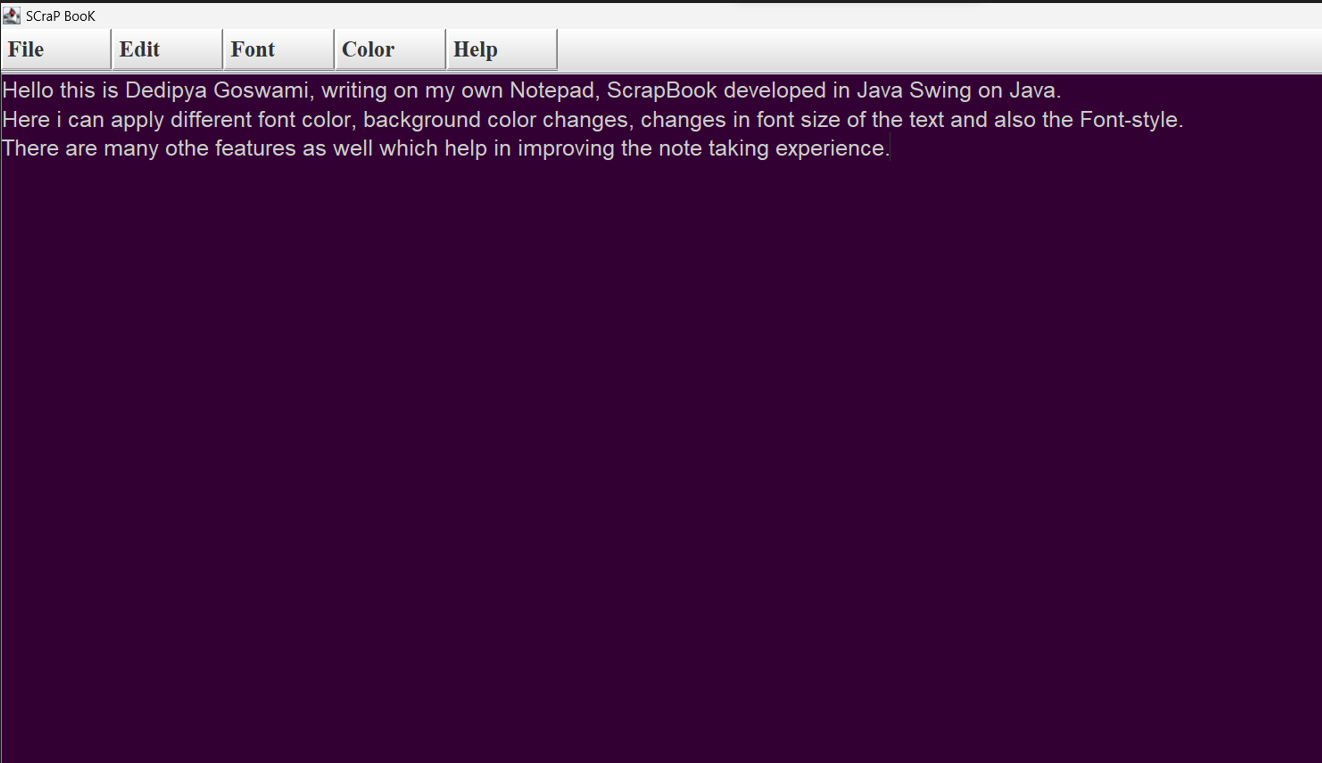 SCraP BooK
File Edit Font Color Help
Hello this is Dedipya Goswami, writing on my own Notepad, ScrapBook developed in Java Swing on Java.
Here i can apply different font color, background color changes, changes in font size of the text and also the Font-style.
There are many othe features as well which help in improving the note taking experience.